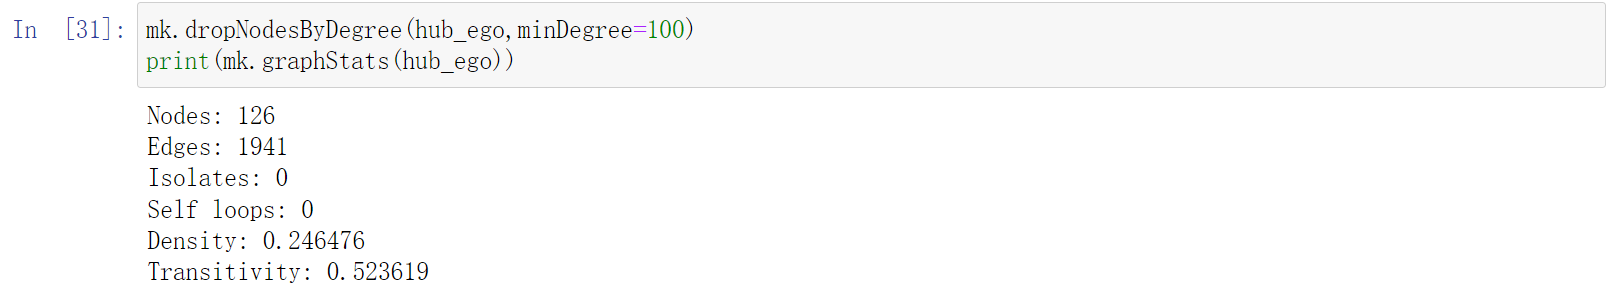 In [31]: mk.dropNodesByDegree(hub_ego,minDegree=100)
print(mk.graphStats(hub_ego))
Nodes: 126
Edges: 1941
Isolates: 0
Self loops: 0
Density: 0.246476
Transitivity: 0.523619